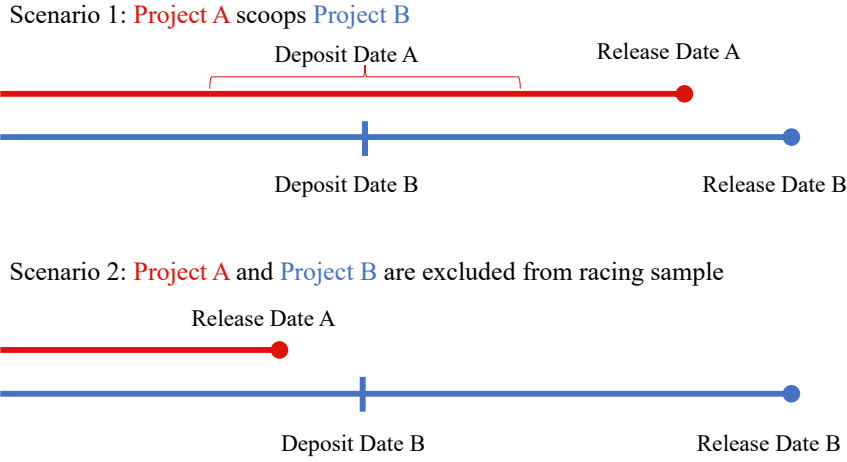 Scenario 1: Project A scoops Project B
Deposit Date A
Release Date A
Deposit Date B
Release Date B
Scenario 2: Project A and Project B are excluded from racing sample
Release Date A
Deposit Date B
Release Date B